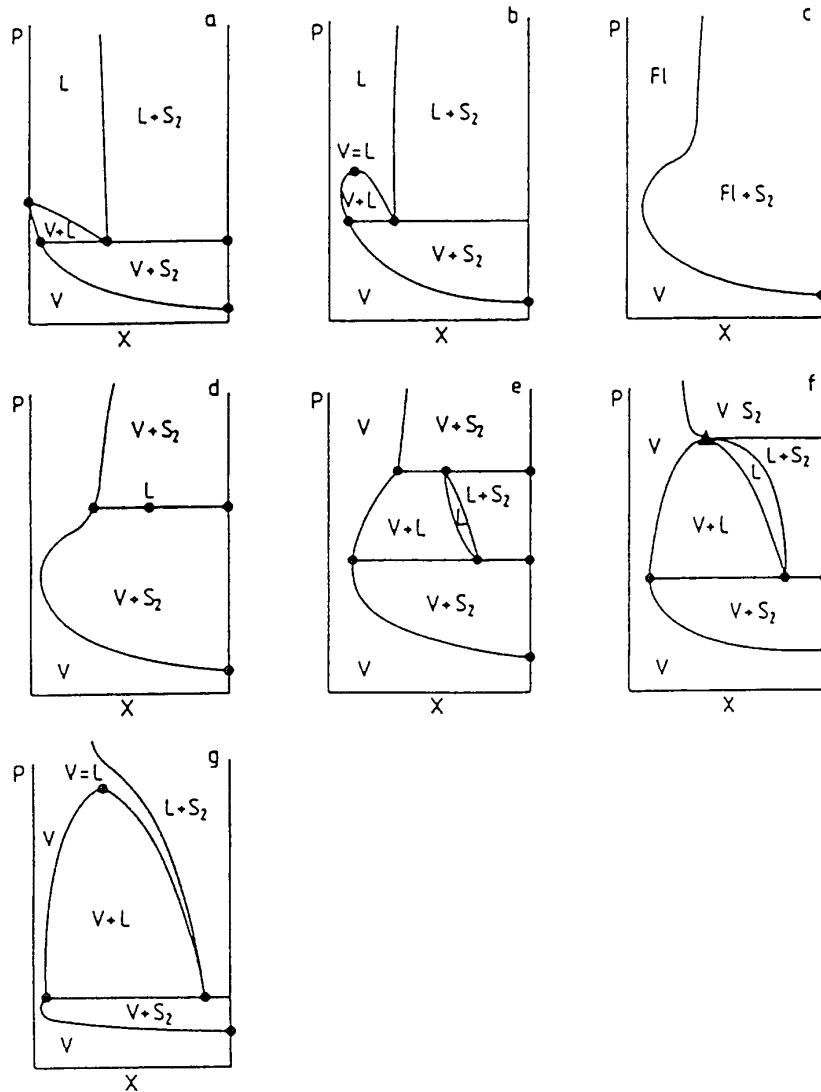 a
P
L
L+S₂
V+L
V+S₂
V
X
b
P
L
L+S₂
V=L
V+L
V+S₂
V
X
c
P
Fl
Fl+S₂
V
X
d
P
V+S₂
L
V+S₂
V
X
e
P
V
V+S₂
L+S₂
L
V+L
V+S₂
V
X
f
P
V S₂
V
L+S₂
L
V+L
V+S₂
V
X
g
P
V=L
L+S₂
V
V+L
V+S₂
V
X